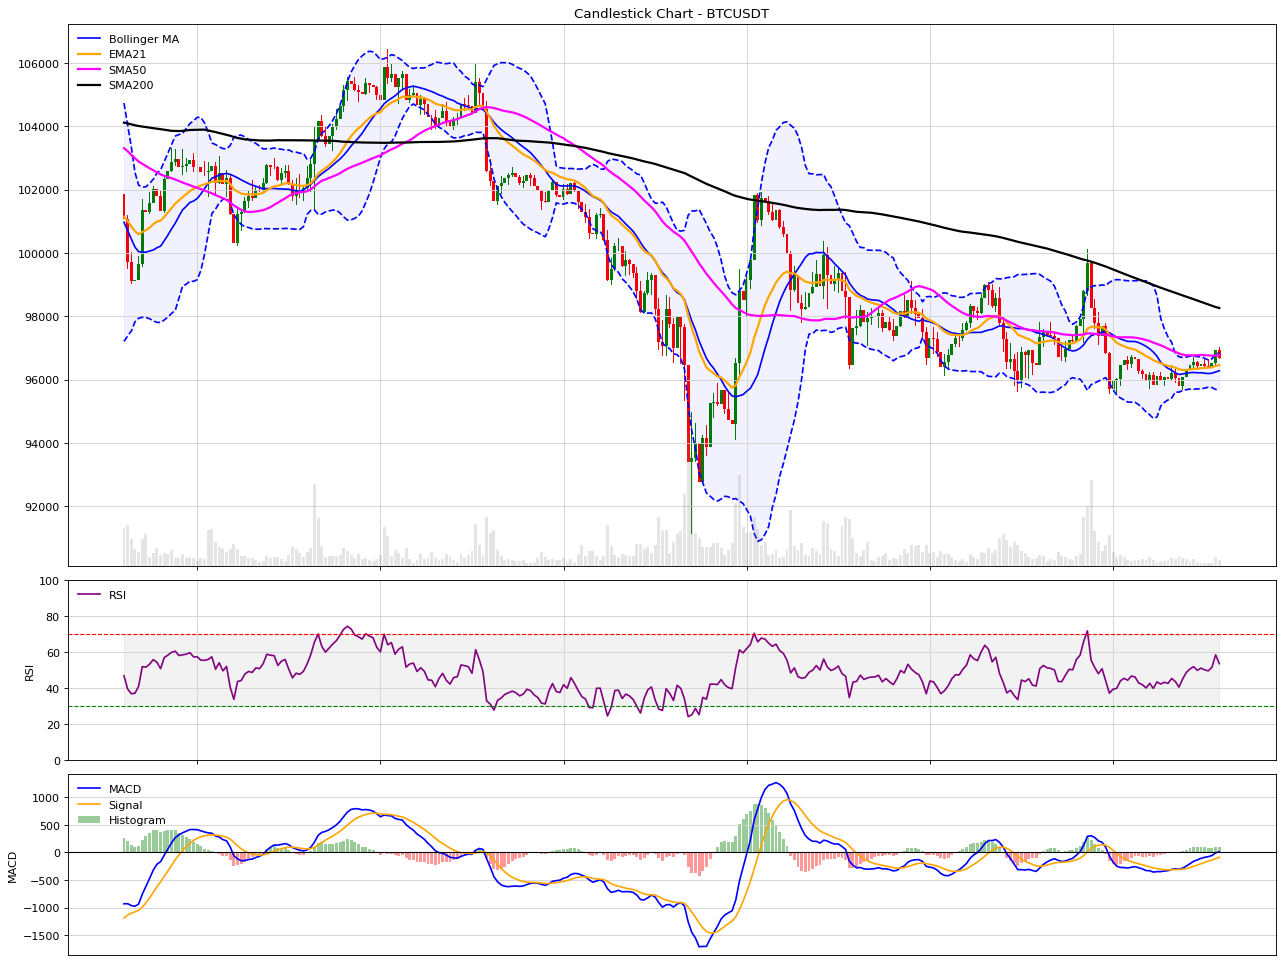 Candlestick Chart - BTCUSDT
Bollinger MA
EMA21
SMA50
SMA200
106000
104000
102000
100000
98000
96000
94000
92000
RSI
RSI
100
80
60
40
20
0
MACD
Signal
Histogram
MACD
1000
500
0
−500
−1000
−1500